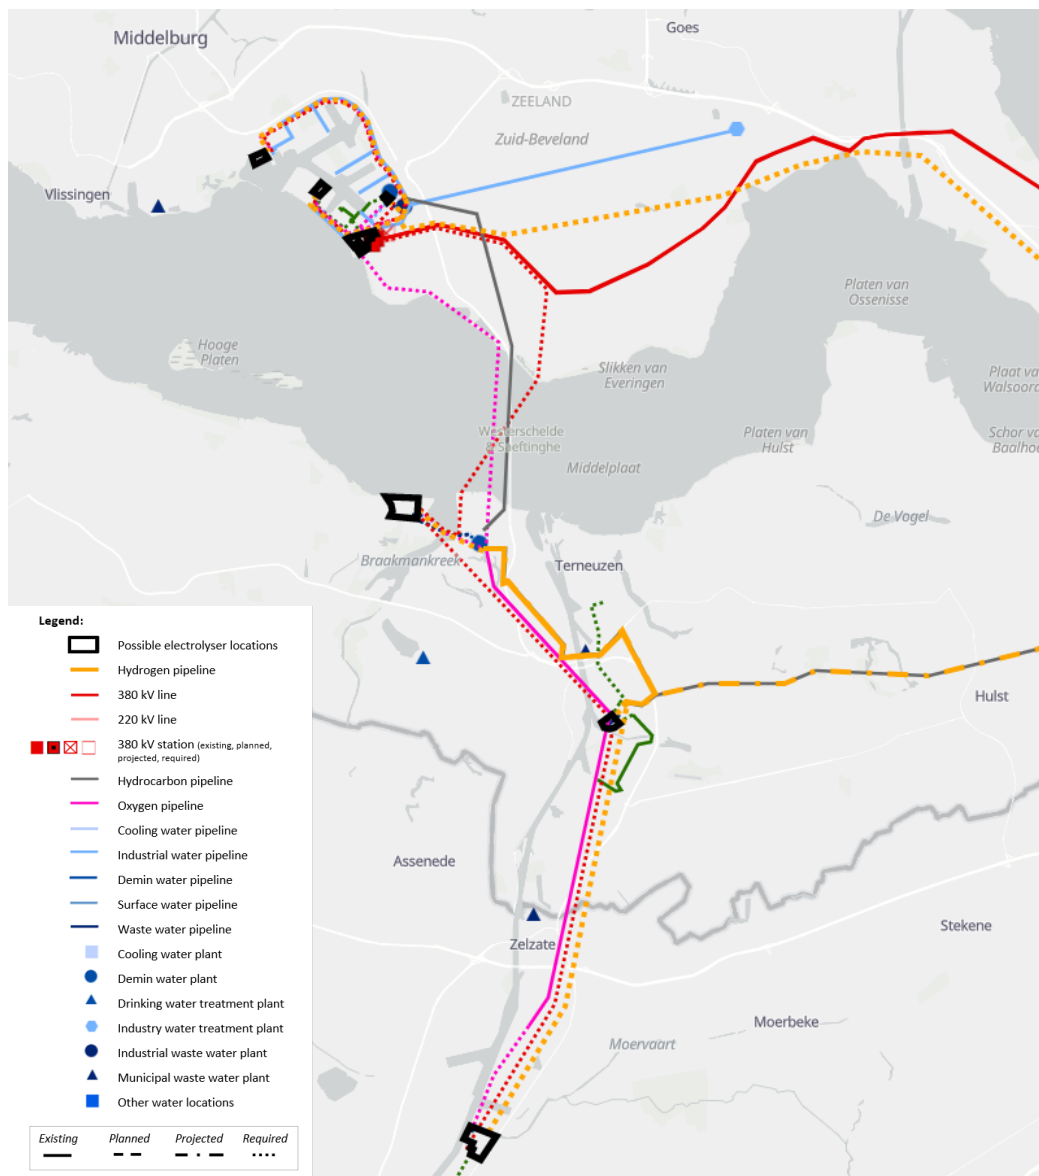 Middelburg
Goes
ZEELAND
Zuid-Beveland
Vlissingen
Platen van
Ossenisse
Hooge
Platen
Slikken van
Everingen
Plaat va
Walsoord
Westerschelde
& Saeftinghe
Platen van
Hulst
Schor va
Baalhoe
Middelplaat
De Vogel
Braakmankreek
Terneuzen
Hulst
Assenede
Stekene
Zelzate
Moerbeke
Moervaart
Legend:
Possible electrolyser locations
Hydrogen pipeline
380 kV line
220 kV line
380 kV station (existing, planned,
projected, required)
Hydrocarbon pipeline
Oxygen pipeline
Cooling water pipeline
Industrial water pipeline
Demin water pipeline
Surface water pipeline
Waste water pipeline
Cooling water plant
Demin water plant
Drinking water treatment plant
Industry water treatment plant
Industrial waste water plant
Municipal waste water plant
Other water locations
Existing Planned Projected Required